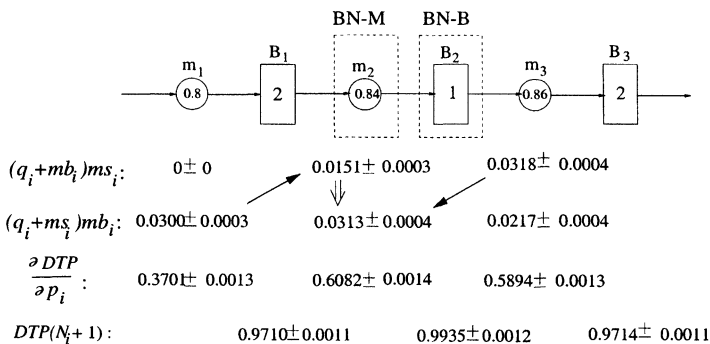 BN-M BN-B
m1 B1 m2 B2 m3 B3
0.8 2 0.84 1 0.86 2
(qi+mbi)msi: 0 ± 0 0.0151 ± 0.0003 0.0318 ± 0.0004
(qi+msi)mbi: 0.0300 ± 0.0003 0.0313 ± 0.0004 0.0217 ± 0.0004
∂DTP/∂pi : 0.3701 ± 0.0013 0.6082 ± 0.0014 0.5894 ± 0.0013
DTP(Ni+1) : 0.9710 ± 0.0011 0.9935 ± 0.0012 0.9714 ± 0.0011